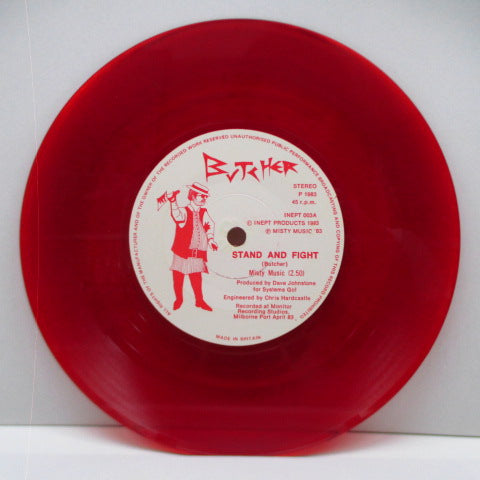 ALL RIGHTS OF THE MANUFACTURER AND OF THE OWNER OF THE RECORDED WORK RESERVED UNAUTHORISED PUBLIC PERFORMANCE BROADCASTING AND COPYING OF THIS RECORD PROHIBITED
BUTCHER
STEREO
P 1983
45 r.p.m.
INEPT 003A
© INEPT PRODUCTS 1983
℗ MISTY MUSIC '83
STAND AND FIGHT
(Butcher)
Misty Music (2.50)
Produced by Dave Johnstone
for Systems Go!
Engineered by Chris Hardcastle
Recorded at Monitor
Recording Studios,
Milborne Port April 83
MADE IN BRITAIN